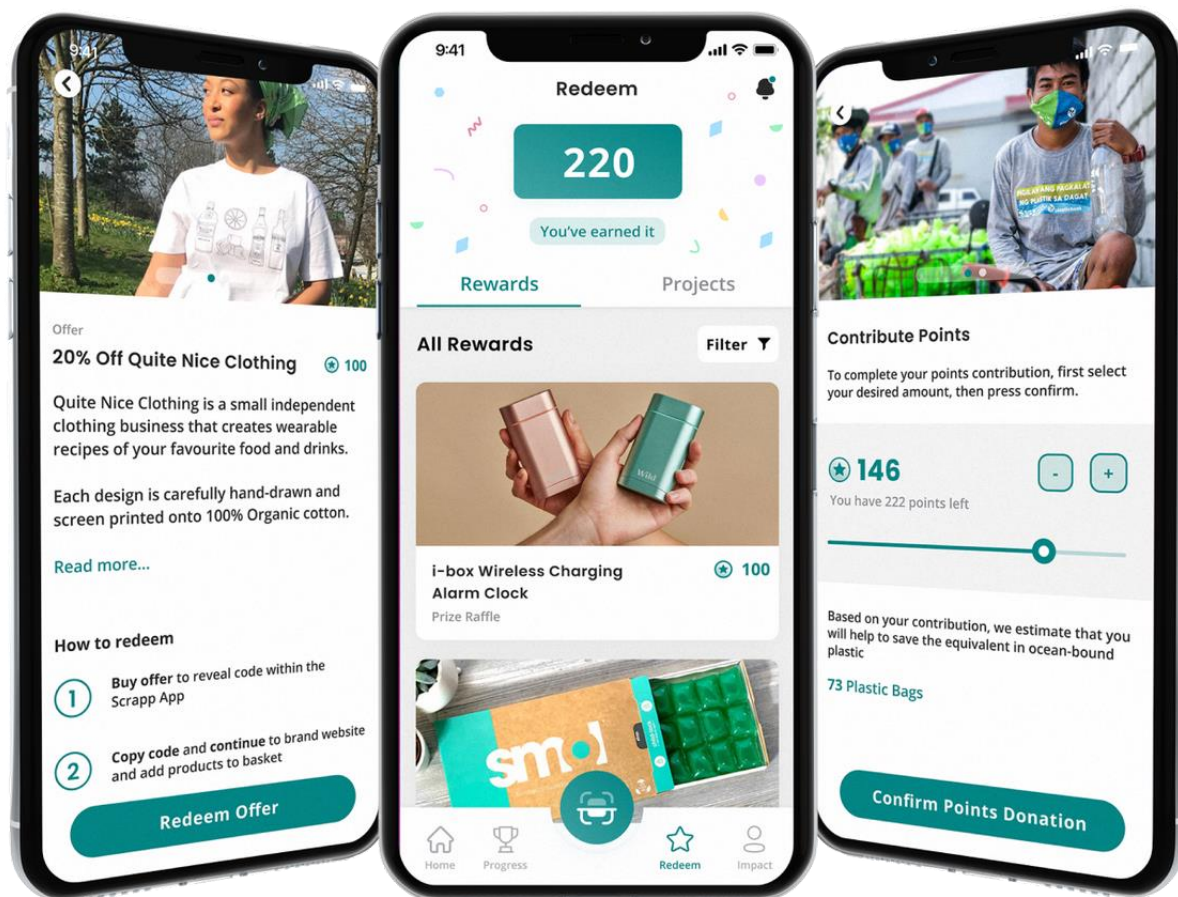 9:41
Offer
20% Off Quite Nice Clothing
100
Quite Nice Clothing is a small independent
clothing business that creates wearable
recipes of your favourite food and drinks.
Each design is carefully hand-drawn and
screen printed onto 100% Organic cotton.
Read more...
How to redeem
1
Buy offer to reveal code within the
Scrapp App
2
Copy code and continue to brand website
and add products to basket
Redeem Offer
9:41
Redeem
220
You've earned it
Rewards
Projects
All Rewards
Filter
Wild
i-box Wireless Charging
Alarm Clock
100
Prize Raffle
smol
Home
Progress
Redeem
Impact
PAGKALAT
NG PLASTIK SA DAGAT
Contribute Points
To complete your points contribution, first select
your desired amount, then press confirm.
146
-
+
You have 222 points left
Based on your contribution, we estimate that you
will help to save the equivalent in ocean-bound
plastic
73 Plastic Bags
Confirm Points Donation